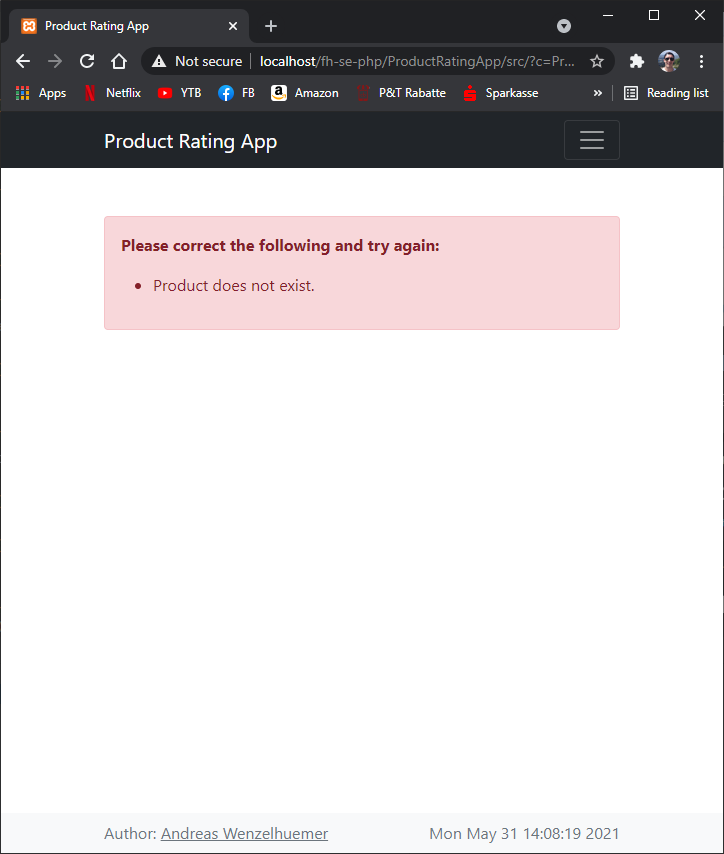 Product Rating App
Not secure localhost/fh-se-php/ProductRatingApp/src/?c=Pr...
Apps Netflix YTB FB Amazon P&T Rabatte Sparkasse » Reading list
Product Rating App
Please correct the following and try again:
• Product does not exist.
Author: Andreas Wenzelhuemer Mon May 31 14:08:19 2021